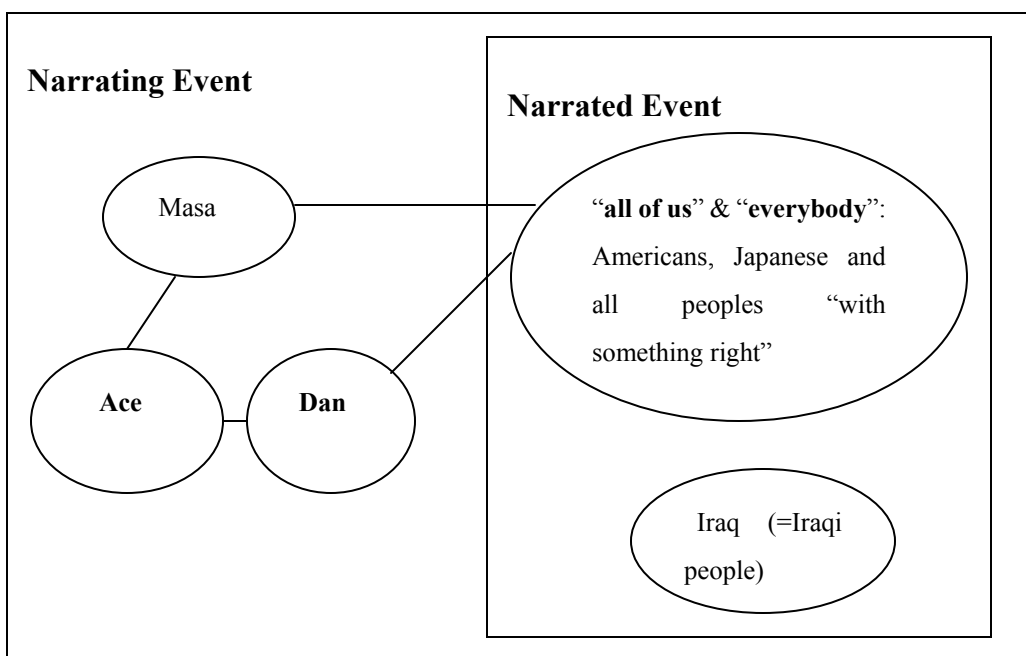 Narrating Event
Narrated Event
Masa
“all of us” & “everybody”:
Americans, Japanese and
all peoples “with
something right”
Ace
Dan
Iraq (=Iraqi
people)